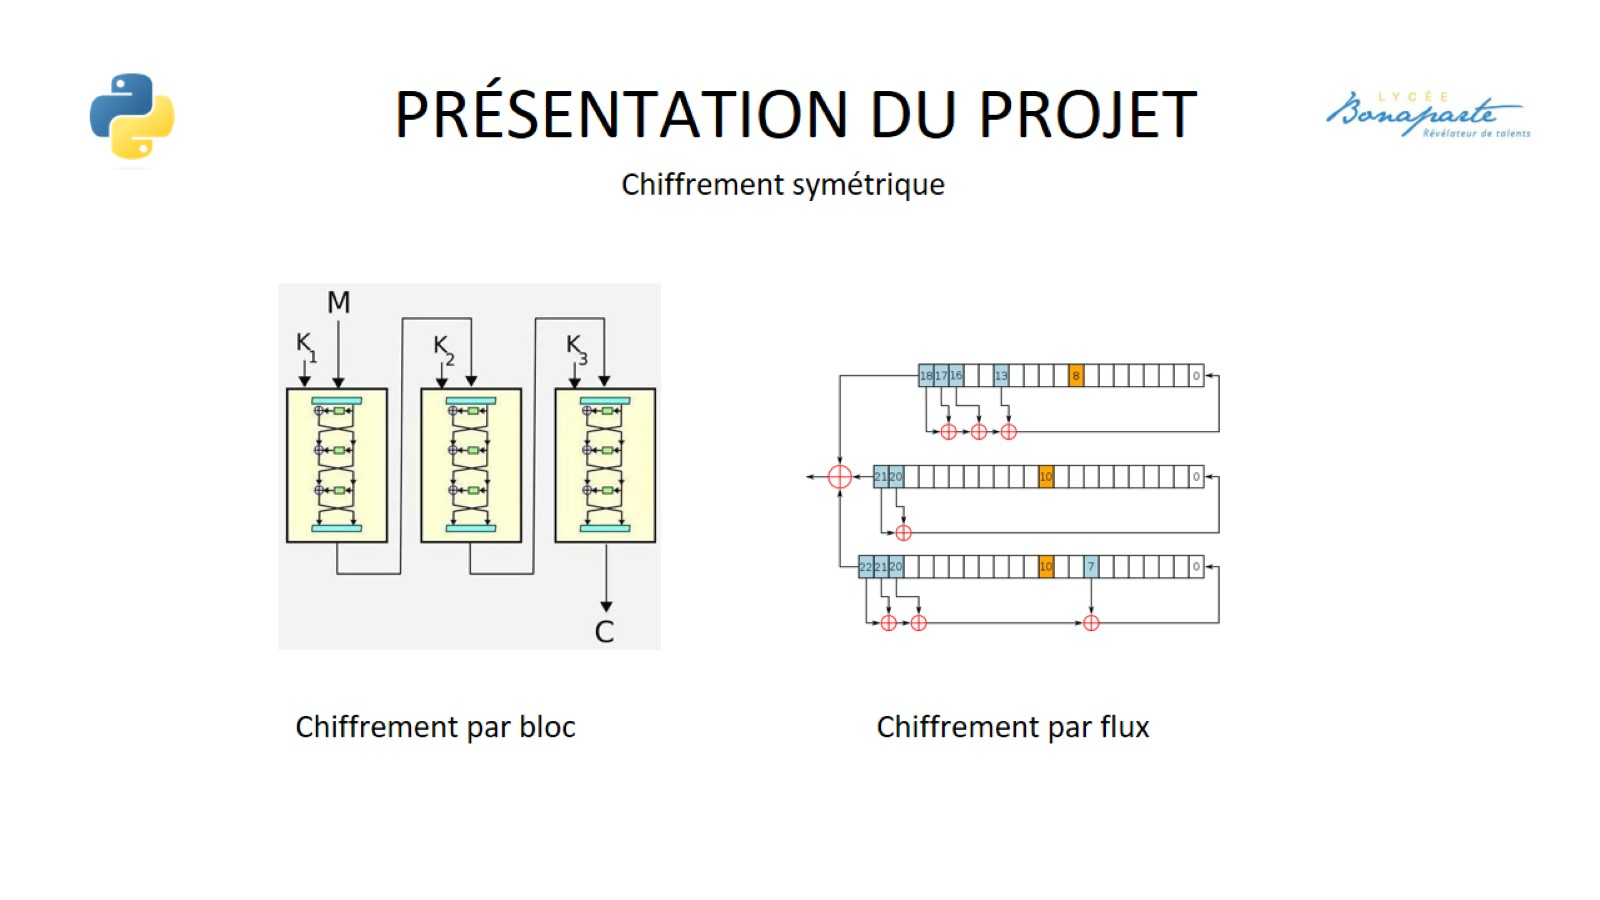 PRÉSENTATION DU PROJET
LYCÉE
Bonaparte
Révélateur de talents
Chiffrement symétrique
M
K1
K2
K3
C
18 17 16 13 8 0
21 20 10 0
22 21 20 10 7 0
Chiffrement par bloc
Chiffrement par flux